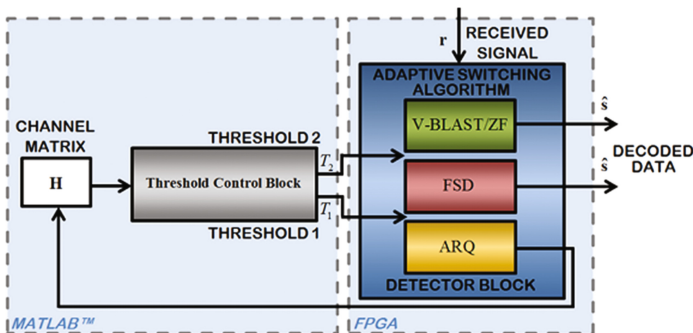 r
RECEIVED
SIGNAL
ADAPTIVE SWITCHING
ALGORITHM
V-BLAST/ZF
ŝ
CHANNEL
MATRIX
THRESHOLD 2
T₂
H
Threshold Control Block
FSD
ŝ
DECODED
DATA
T₁
THRESHOLD 1
ARQ
DETECTOR BLOCK
MATLAB™
FPGA